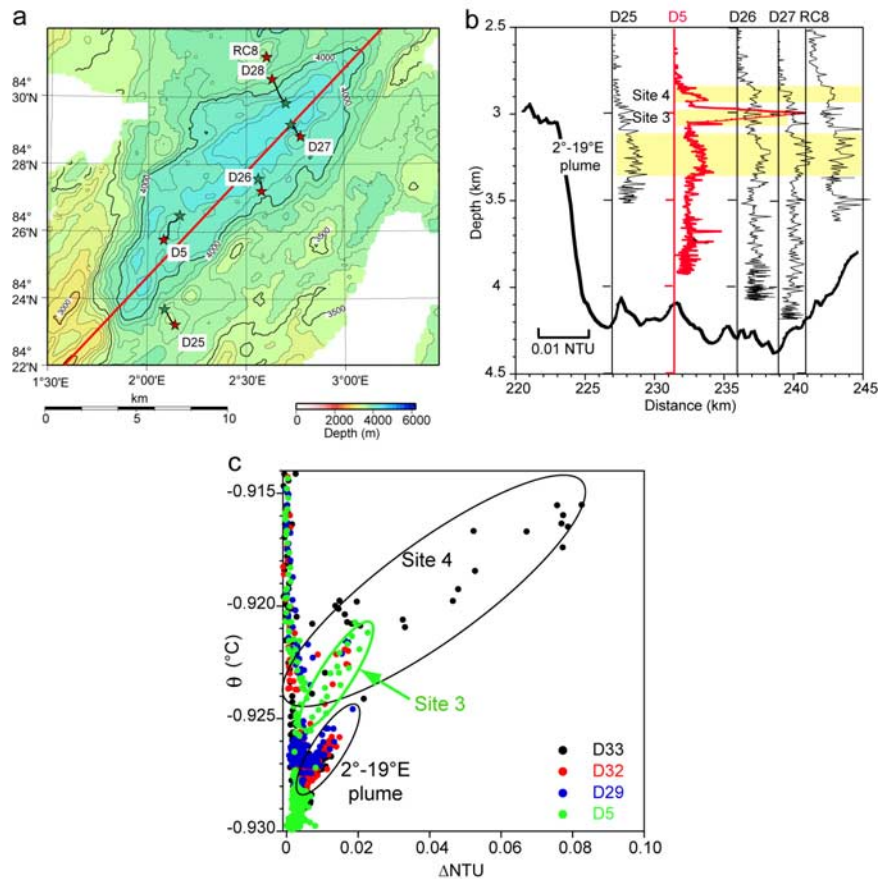 a
RC8
D28
84°
30'N
4000
4000
28'N
D27
D26
4000
26'N
D5
4000
3500
24'N
3000
D25
3500
84°
22'N
1°30'E
2°00'E
2°30'E
3°00'E
km
0 5 10
0 2000 4000 6000
Depth (m)
b
D25 D5 D26 D27 RC8
2.5
Site 4
3
Site 3
2°-19°E
plume
Depth (km)
3.5
4
0.01 NTU
4.5
220 225 230 235 240 245
Distance (km)
c
-0.915
Site 4
-0.920
θ (°C)
-0.925
Site 3
2°-19°E
plume
D33
D32
D29
D5
-0.930
0 0.02 0.04 0.06 0.08 0.10
ΔNTU